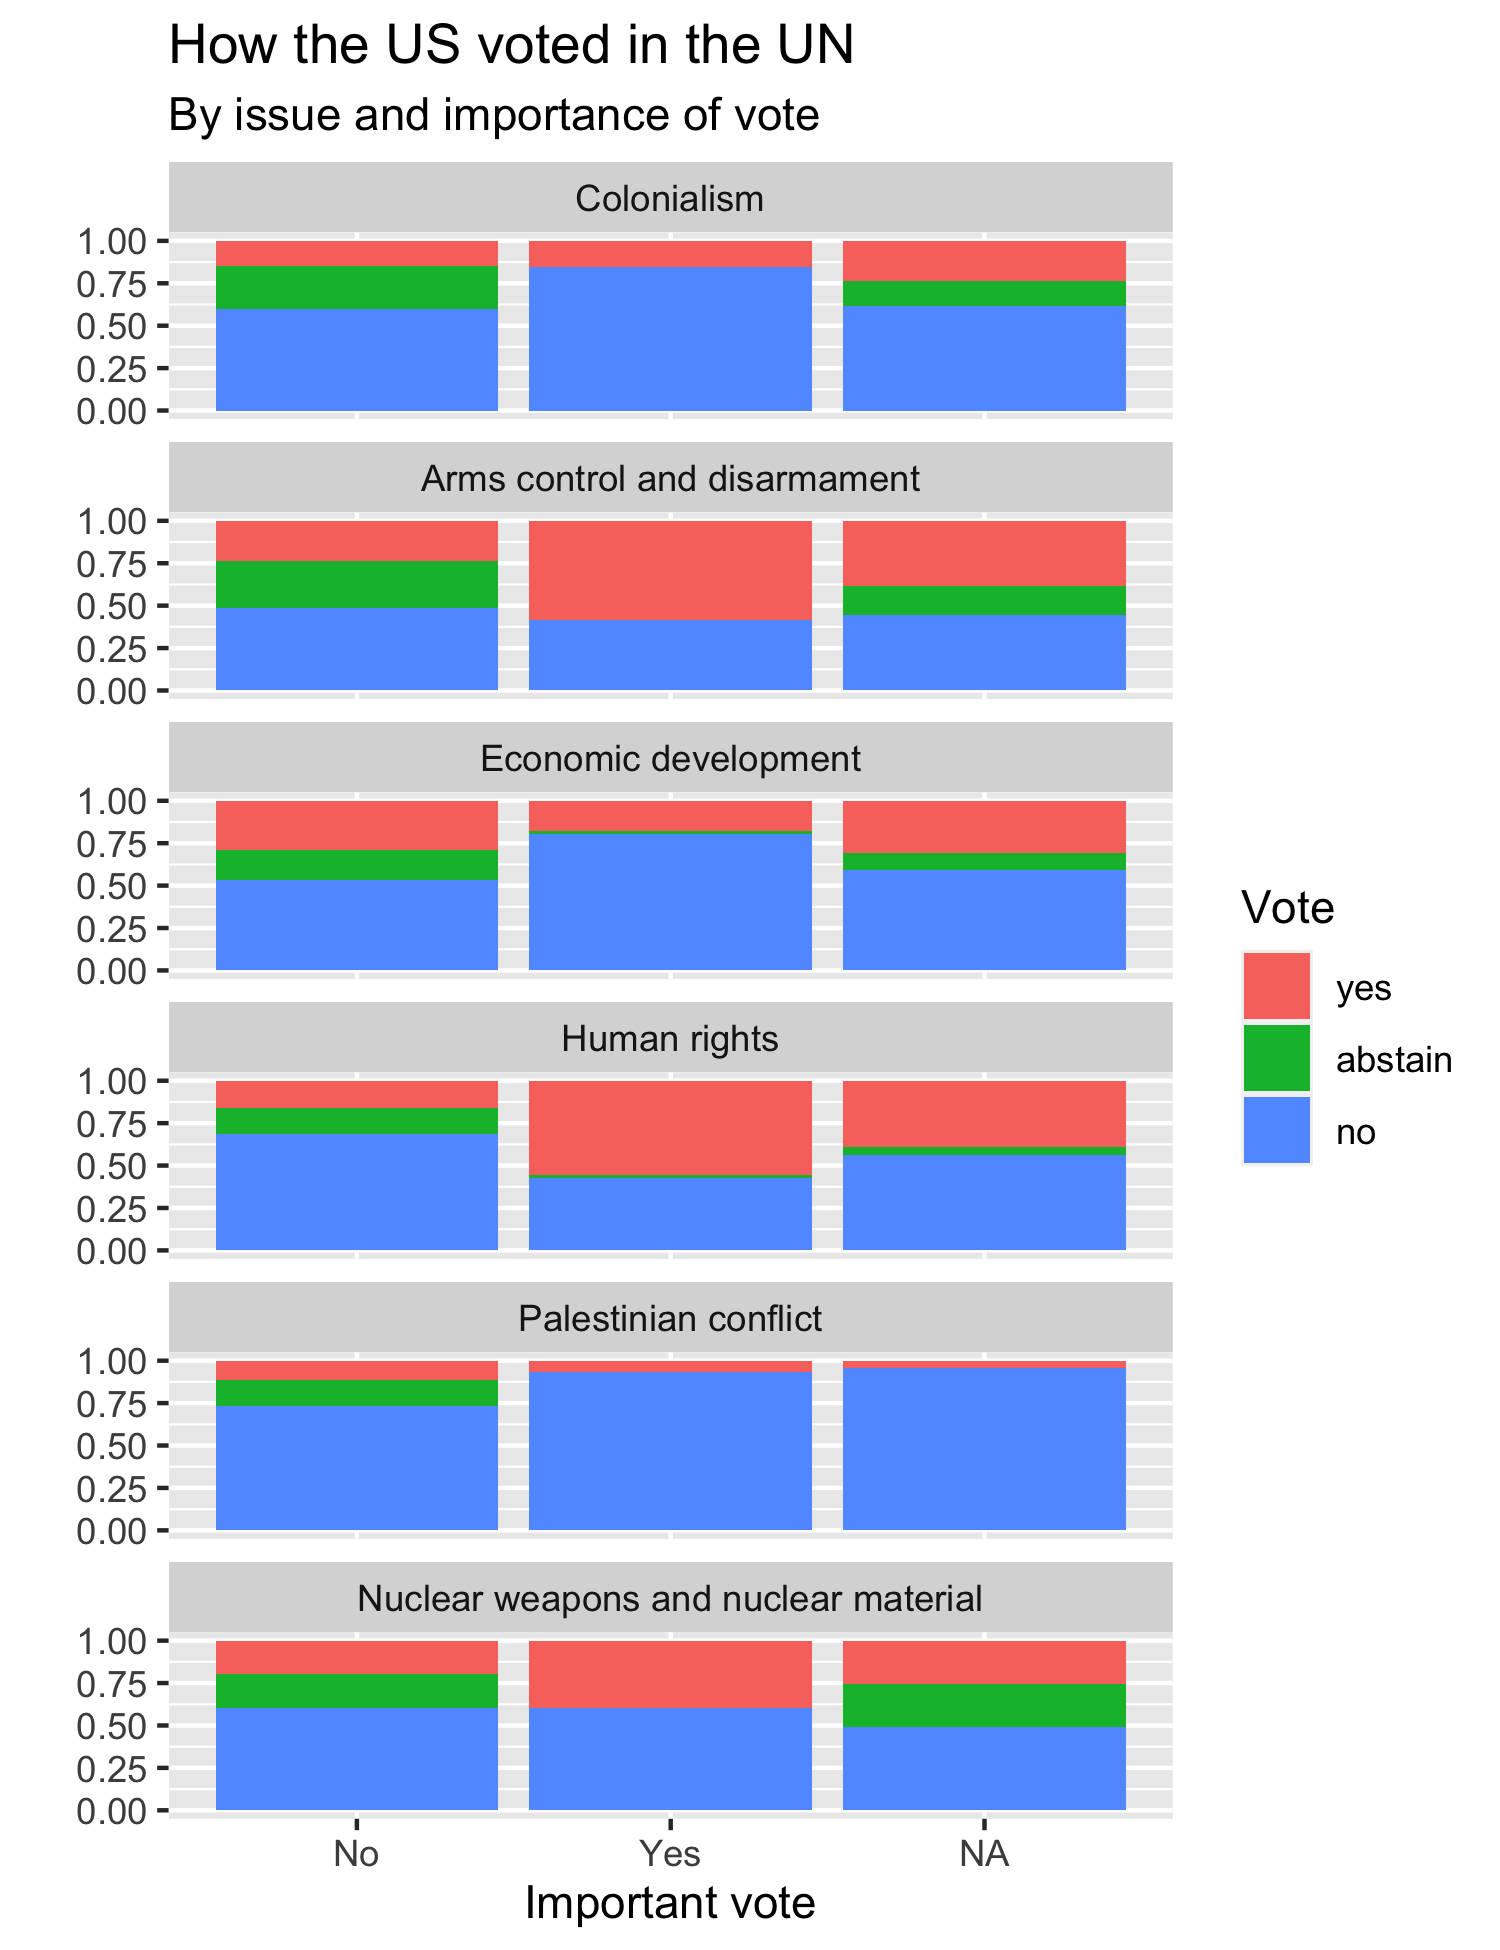 How the US voted in the UN
By issue and importance of vote
Colonialism
1.00
0.75
0.50
0.25
0.00
Arms control and disarmament
1.00
0.75
0.50
0.25
0.00
Economic development
1.00
0.75
0.50
0.25
0.00
Human rights
1.00
0.75
0.50
0.25
0.00
Palestinian conflict
1.00
0.75
0.50
0.25
0.00
Nuclear weapons and nuclear material
1.00
0.75
0.50
0.25
0.00
No Yes NA
Important vote
Vote
yes
abstain
no